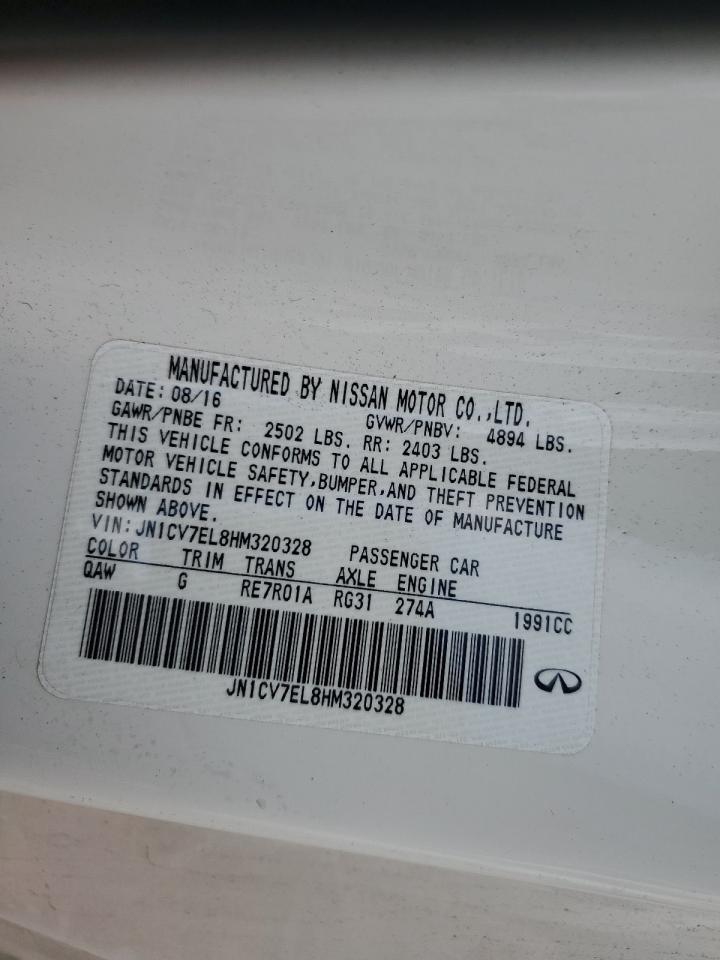 MANUFACTURED BY NISSAN MOTOR CO.,LTD.
DATE: 08/16 GVWR/PNBV: 4894 LBS.
GAWR/PNBE FR: 2502 LBS. RR: 2403 LBS.
THIS VEHICLE CONFORMS TO ALL APPLICABLE FEDERAL
MOTOR VEHICLE SAFETY,BUMPER,AND THEFT PREVENTION
STANDARDS IN EFFECT ON THE DATE OF MANUFACTURE
SHOWN ABOVE.
VIN: JN1CV7EL8HM320328 PASSENGER CAR
COLOR TRIM TRANS AXLE ENGINE
QAW G RE7R01A RG31 274A 1991CC
JN1CV7EL8HM320328